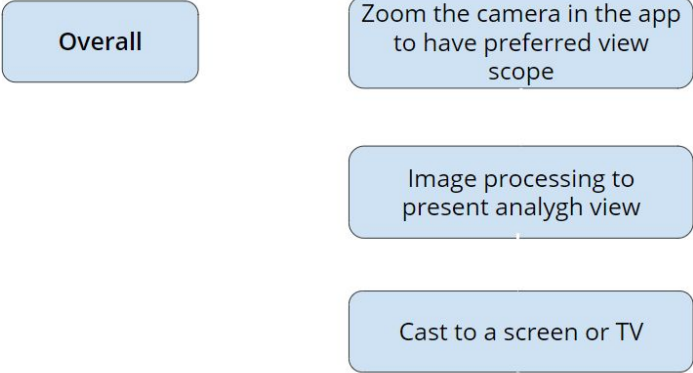 Overall
Zoom the camera in the app
to have preferred view
scope
Image processing to
present analygh view
Cast to a screen or TV